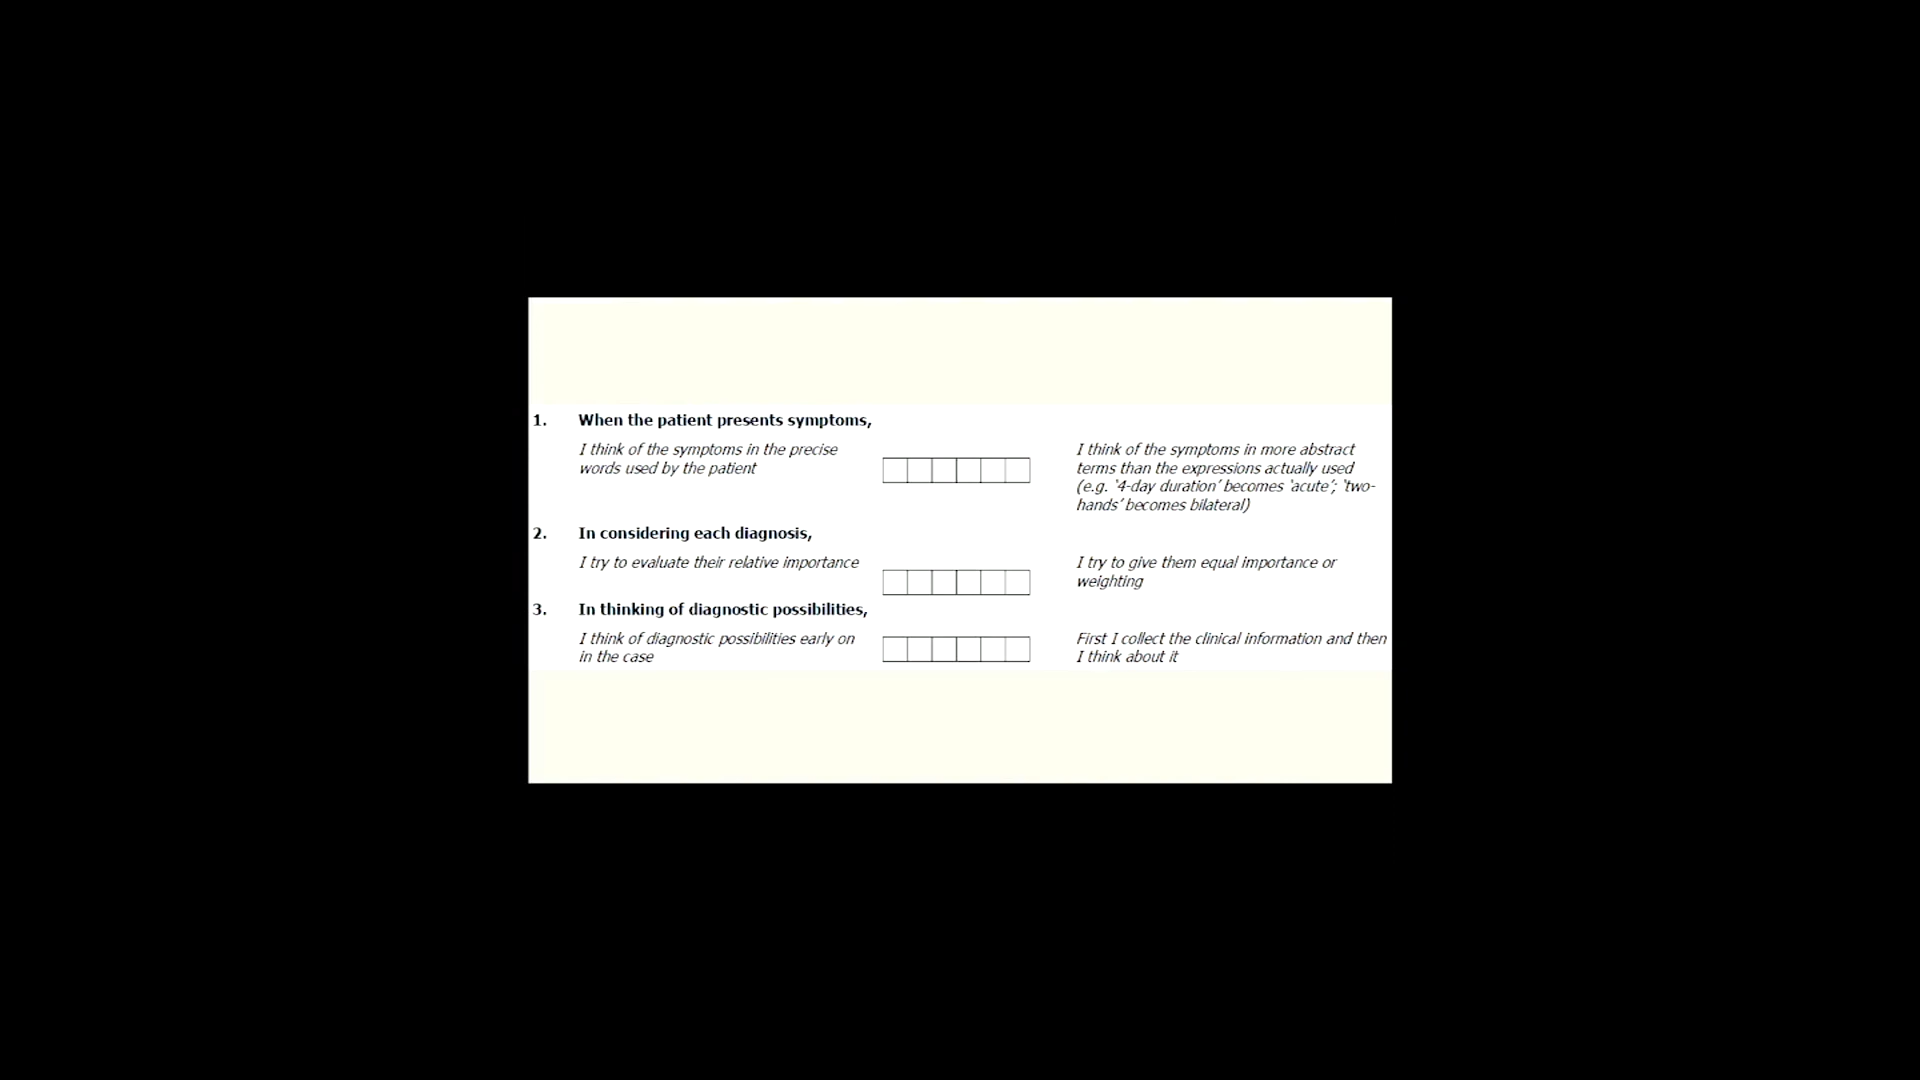 1. When the patient presents symptoms,
I think of the symptoms in the precise
words used by the patient
I think of the symptoms in more abstract
terms than the expressions actually used
(e.g. ‘4-day duration’ becomes ‘acute’; ‘two-
hands’ becomes bilateral)
2. In considering each diagnosis,
I try to evaluate their relative importance
I try to give them equal importance or
weighting
3. In thinking of diagnostic possibilities,
I think of diagnostic possibilities early on
in the case
First I collect the clinical information and then
I think about it